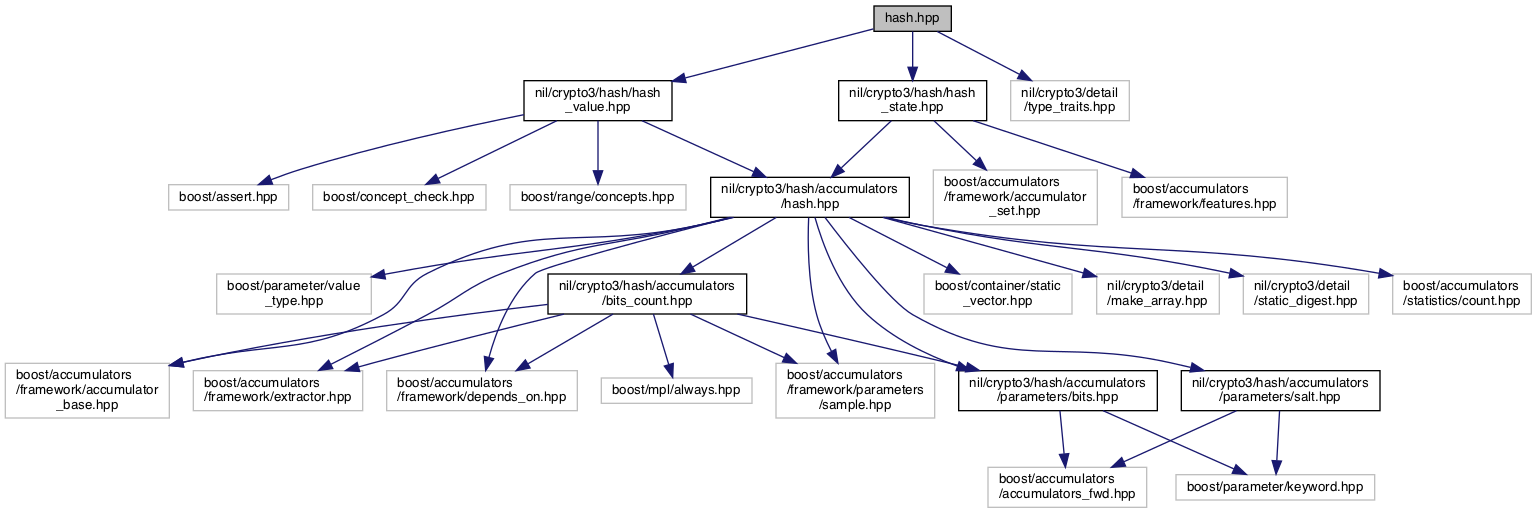 hash.hpp
nil/crypto3/hash/hash
_value.hpp
nil/crypto3/hash/hash
_state.hpp
nil/crypto3/detail
/type_traits.hpp
boost/assert.hpp
boost/concept_check.hpp
boost/range/concepts.hpp
nil/crypto3/hash/accumulators
/hash.hpp
boost/accumulators
/framework/accumulator
_set.hpp
boost/accumulators
/framework/features.hpp
boost/parameter/value
_type.hpp
nil/crypto3/hash/accumulators
/bits_count.hpp
boost/container/static
_vector.hpp
nil/crypto3/detail
/make_array.hpp
nil/crypto3/detail
/static_digest.hpp
boost/accumulators
/statistics/count.hpp
boost/accumulators
/framework/accumulator
_base.hpp
boost/accumulators
/framework/extractor.hpp
boost/accumulators
/framework/depends_on.hpp
boost/mpl/always.hpp
boost/accumulators
/framework/parameters
/sample.hpp
nil/crypto3/hash/accumulators
/parameters/bits.hpp
nil/crypto3/hash/accumulators
/parameters/salt.hpp
boost/accumulators
/accumulators_fwd.hpp
boost/parameter/keyword.hpp